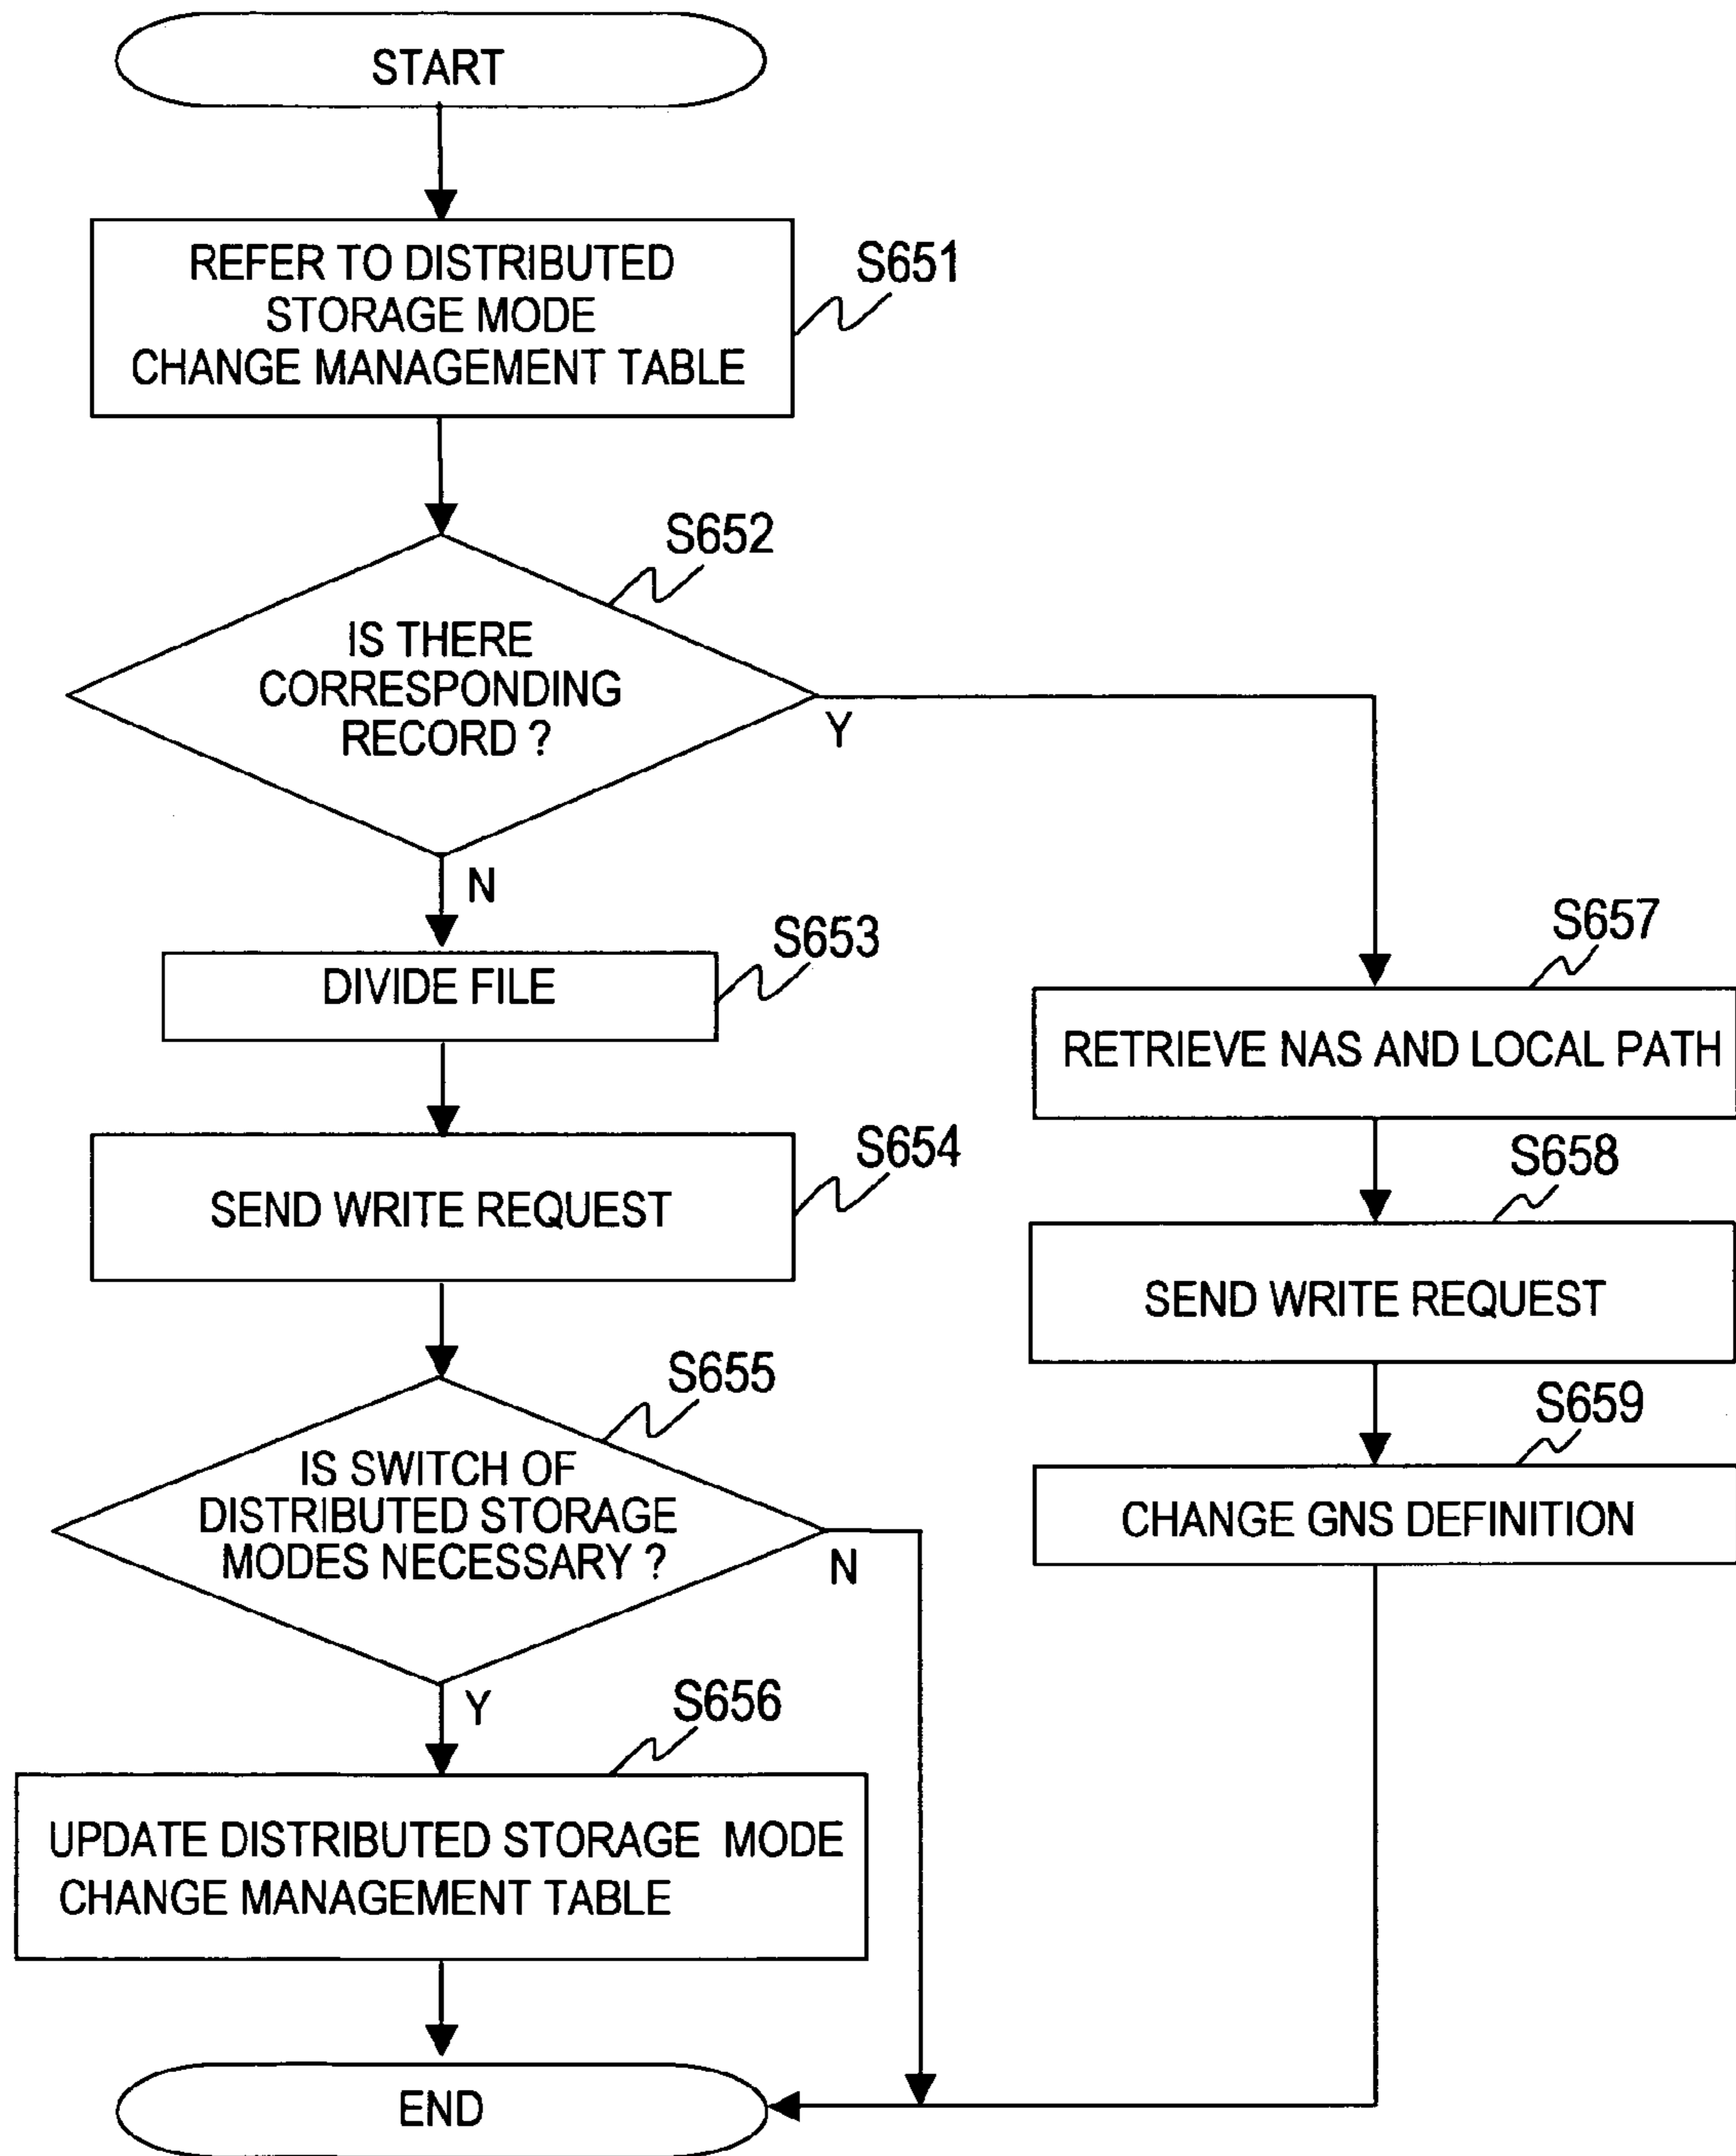 START
REFER TO DISTRIBUTED
STORAGE MODE
CHANGE MANAGEMENT TABLE
S651
S652
IS THERE
CORRESPONDING
RECORD ?
Y
N
S653
DIVIDE FILE
S654
SEND WRITE REQUEST
S655
IS SWITCH OF
DISTRIBUTED STORAGE
MODES NECESSARY ?
N
Y
S656
UPDATE DISTRIBUTED STORAGE MODE
CHANGE MANAGEMENT TABLE
S657
RETRIEVE NAS AND LOCAL PATH
S658
SEND WRITE REQUEST
S659
CHANGE GNS DEFINITION
END